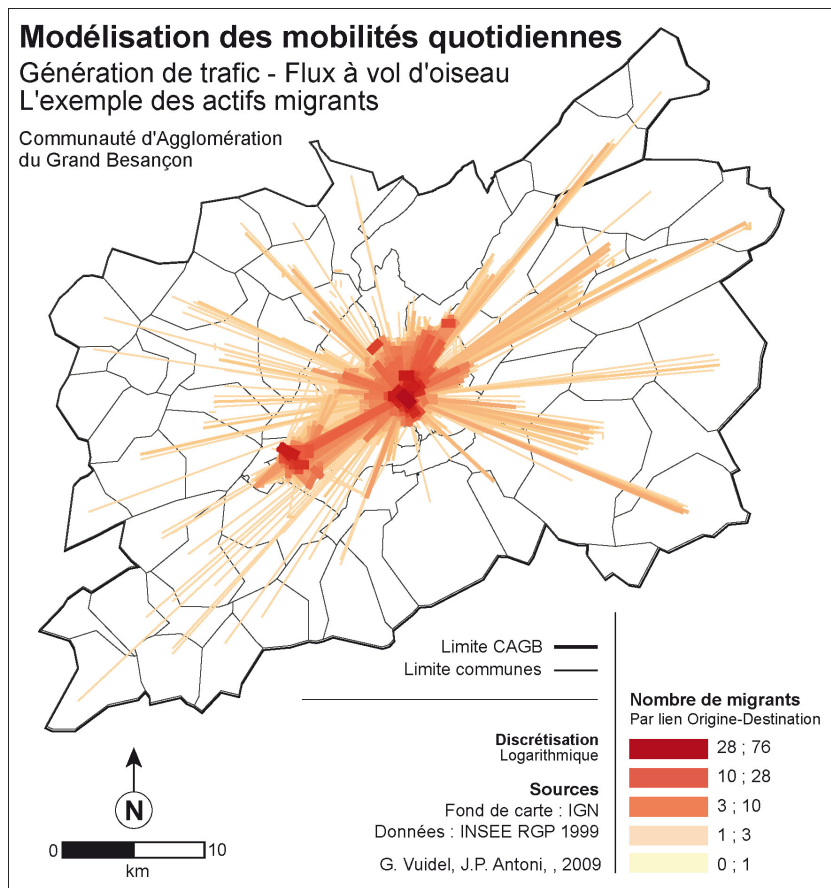 Modélisation des mobilités quotidiennes
Génération de trafic - Flux à vol d'oiseau
L'exemple des actifs migrants
Communauté d'Agglomération
du Grand Besançon
Limite CAGB
Limite communes
Discrétisation
Logarithmique
Sources
Fond de carte : IGN
Données : INSEE RGP 1999
G. Vuidel, J.P. Antoni, , 2009
Nombre de migrants
Par lien Origine-Destination
28 ; 76
10 ; 28
3 ; 10
1 ; 3
0 ; 1
N
0 10
km